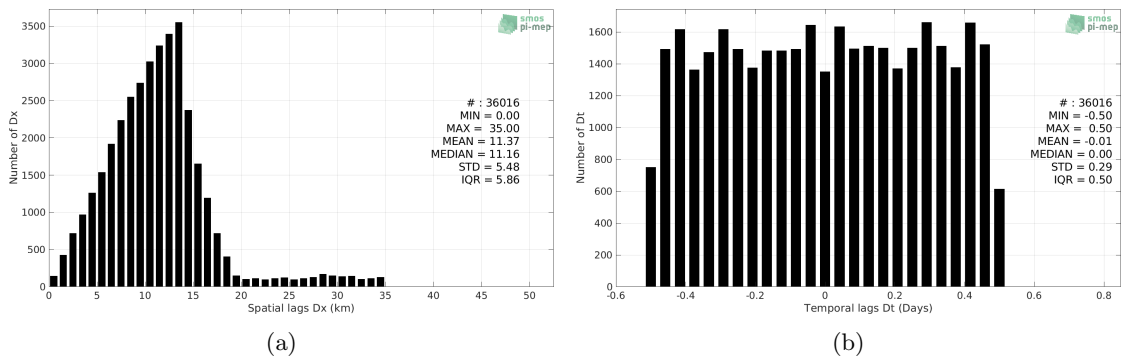 smos
pi-mep
3500
3000
2500
2000
1500
1000
500
0
Number of Dx
# : 36016
MIN = 0.00
MAX = 35.00
MEAN = 11.37
MEDIAN = 11.16
STD = 5.48
IQR = 5.86
0 5 10 15 20 25 30 35 40 45 50
Spatial lags Dx (km)
(a)
smos
pi-mep
1600
1400
1200
1000
800
600
400
200
0
Number of Dt
# : 36016
MIN = -0.50
MAX = 0.50
MEAN = -0.01
MEDIAN = 0.00
STD = 0.29
IQR = 0.50
-0.6 -0.4 -0.2 0 0.2 0.4 0.6 0.8
Temporal lags Dt (Days)
(b)